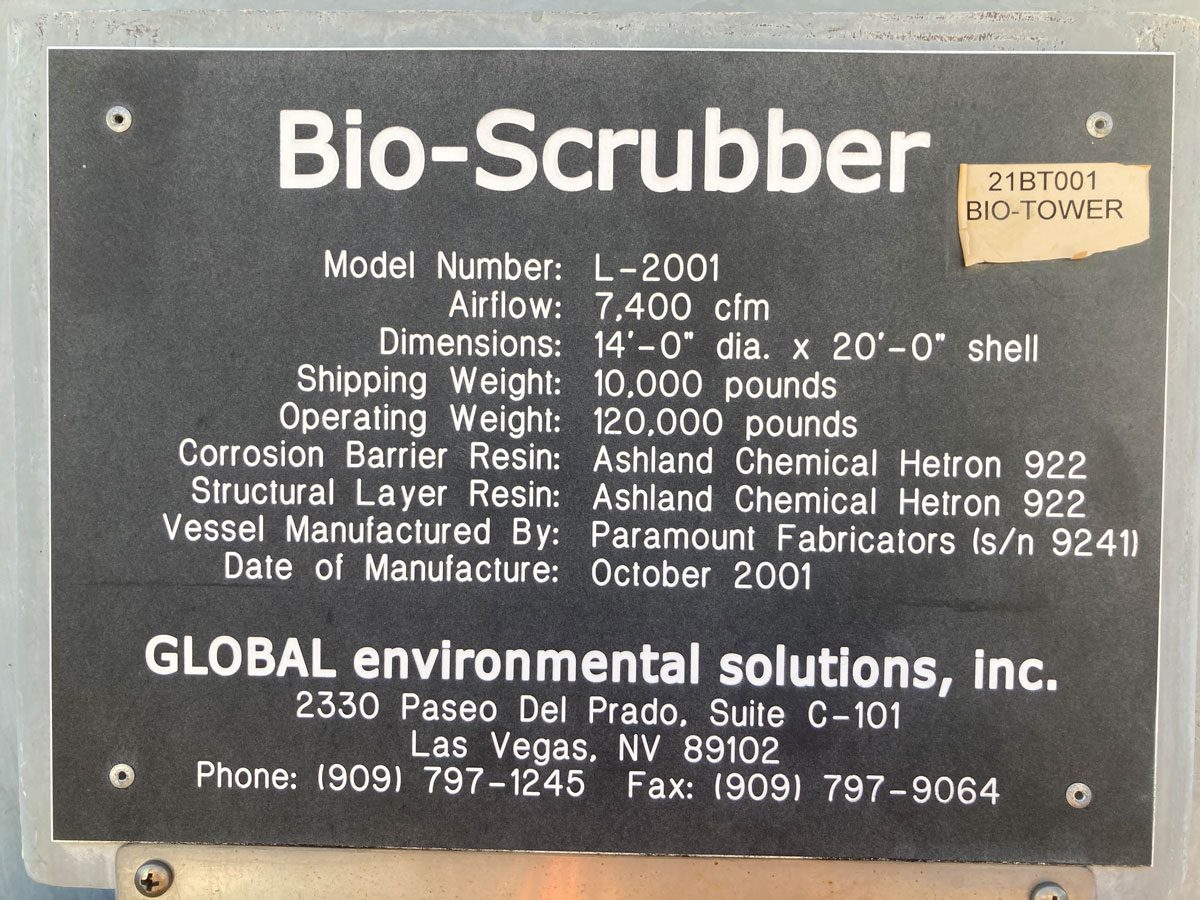 Bio-Scrubber
21BT001
BIO-TOWER
Model Number: L-2001
Airflow: 7,400 cfm
Dimensions: 14'-0" dia. x 20'-0" shell
Shipping Weight: 10,000 pounds
Operating Weight: 120,000 pounds
Corrosion Barrier Resin: Ashland Chemical Hetron 922
Structural Layer Resin: Ashland Chemical Hetron 922
Vessel Manufactured By: Paramount Fabricators (s/n 9241)
Date of Manufacture: October 2001
GLOBAL environmental solutions, inc.
2330 Paseo Del Prado, Suite C-101
Las Vegas, NV 89102
Phone: (909) 797-1245 Fax: (909) 797-9064